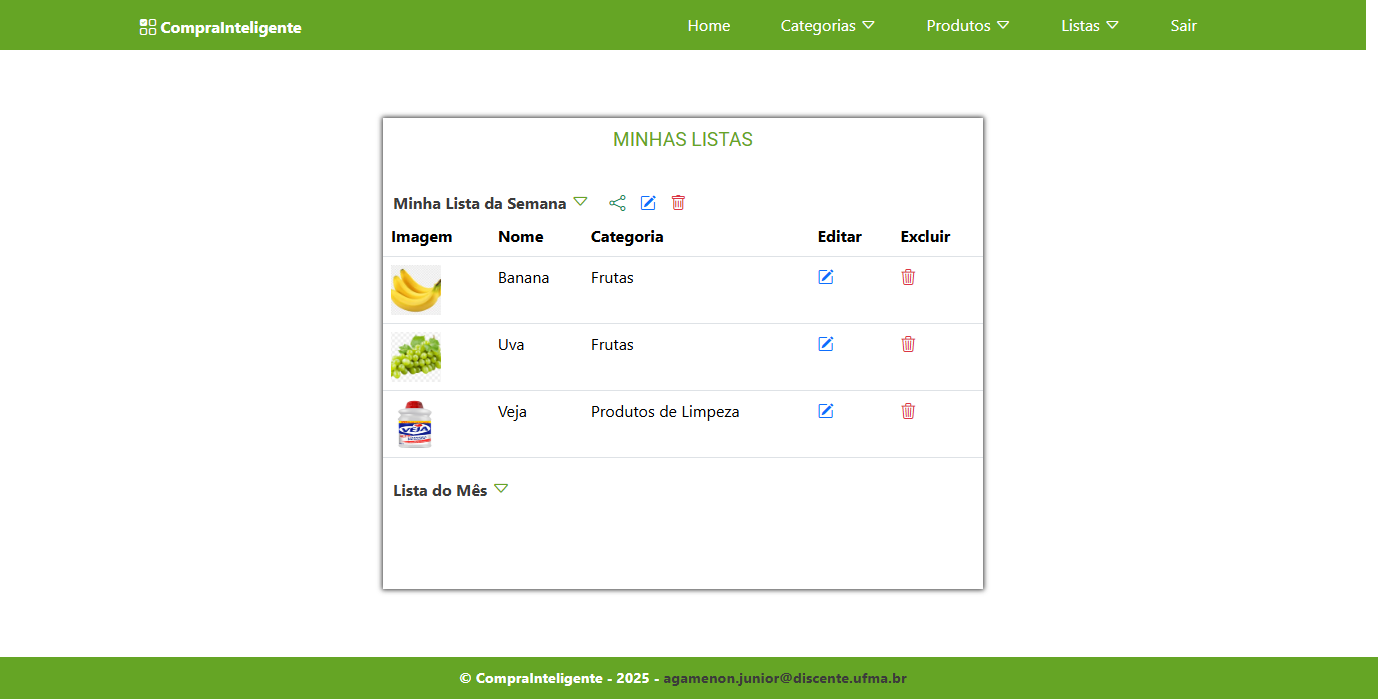 CompraInteligente Home Categorias Produtos Listas Sair
MINHAS LISTAS
Minha Lista da Semana
Imagem Nome Categoria Editar Excluir
Banana Frutas
Uva Frutas
VEJA Veja Produtos de Limpeza
Lista do Mês
© CompraInteligente - 2025 - agamenon.junior@discente.ufma.br